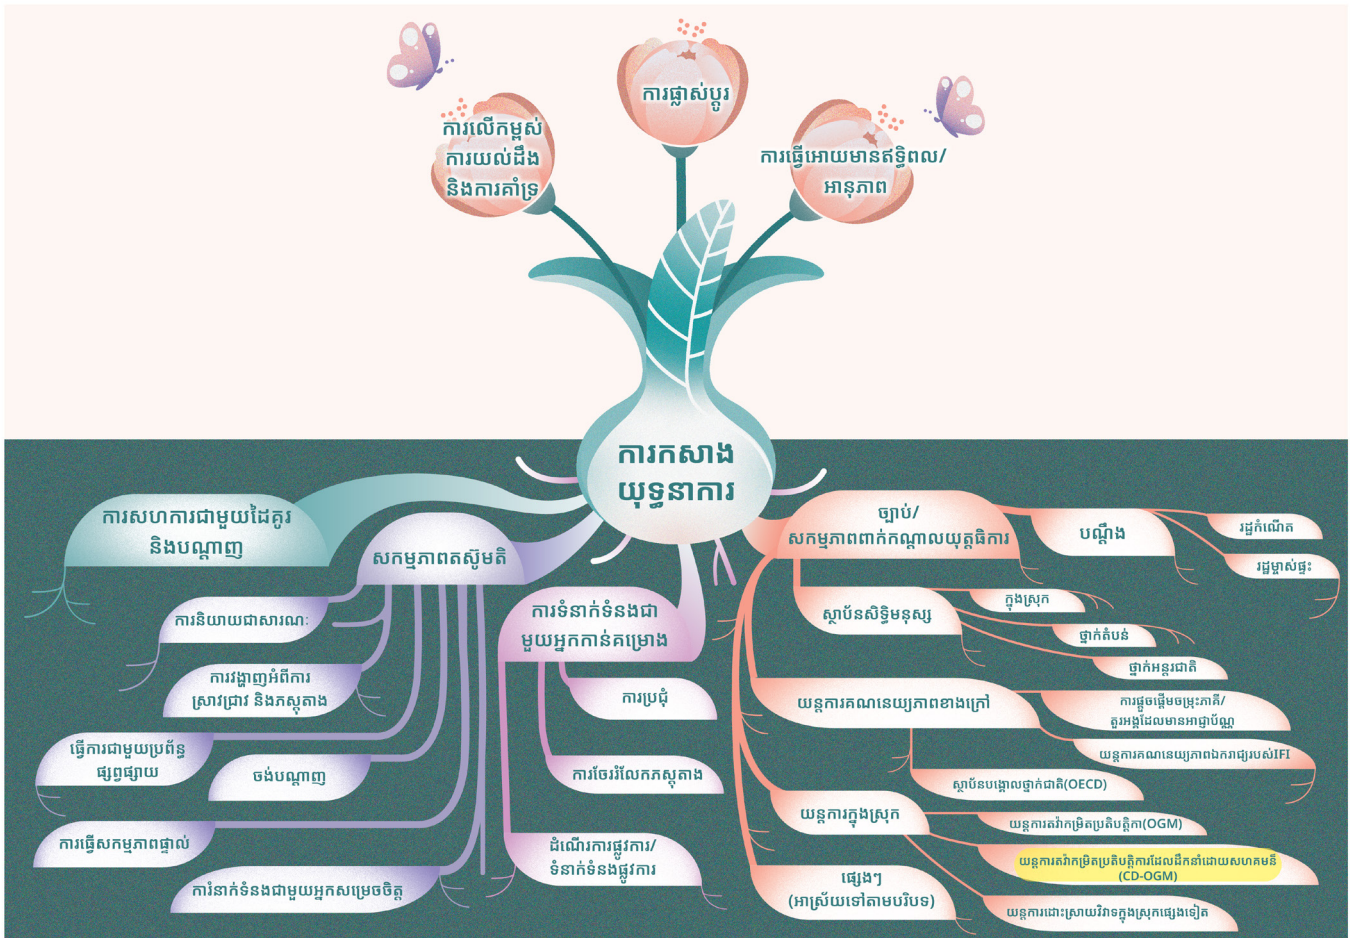 ការផ្លាស់ប្តូរ
ការលើកម្ពស់
ការយល់ដឹង
និងការគាំទ្រ
ការធ្វើអោយមានឥទ្ធិពល/
អានុភាព
ការកសាង
យុទ្ធនាការ
ការសហការជាមួយដៃគូរ
និងបណ្តាញ
សកម្មភាពតស៊ូមតិ
ការនិយាយជាសារណៈ
ការវង្ហាញអំពីការ
ស្រាវជ្រាវ និងភស្តុតាង
ធ្វើការជាមួយប្រព័ន្ធ
ផ្សព្វផ្សាយ
ចង់បណ្តាញ
ការធ្វើសកម្មភាពផ្ទាល់
ការំនាក់ទំនងជាមួយអ្នកសម្រេចចិត្ត
ការទំនាក់ទំនងជា
មួយអ្នកកាន់គម្រោង
ការប្រជុំ
ការចែររំលែកភស្តុតាង
ដំណើរការផ្លូវការ/
ទំនាក់ទំនងផ្លូវការ
ច្បាប់/
សកម្មភាពពាក់កណ្តាលយុត្តធិការ
បណ្តឹង
រដ្ឋកំណើត
រដ្ឋម្ចាស់ផ្ទះ
ស្ថាប័នសិទ្ធិមនុស្ស
ក្នុងស្រុក
ថ្នាក់តំបន់
ថ្នាក់អន្តរជាតិ
យន្តការគណនេយ្យភាពខាងក្រៅ
ការផ្តួចផ្តើមចម្រុះភាគី/
តួរអង្គដែលមានអាជ្ញាប័ណ្ណ
យន្តការគណនេយ្យភាពឯករាជ្យរបស់IFI
ស្ថាប័នបង្គោលថ្នាក់ជាតិ(OECD)
យន្តការក្នុងស្រុក
យន្តការតវ៉ាកម្រិតប្រតិបត្តិកា(OGM)
យន្តការតវ៉ាកម្រិតប្រតិបត្តិការដែលដឹកនាំដោយសហគមន៏
(CD-OGM)
យន្តការដោះស្រាយវិវាទក្នុងស្រុកផ្សេងទៀត
ផ្សេងៗ
(អាស្រ័យទៅតាមបរិបទ)